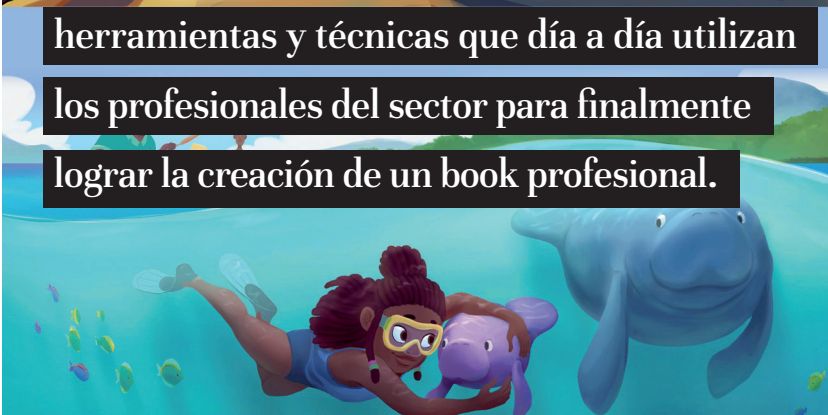 herramientas y técnicas que día a día utilizan
los profesionales del sector para finalmente
lograr la creación de un book profesional.